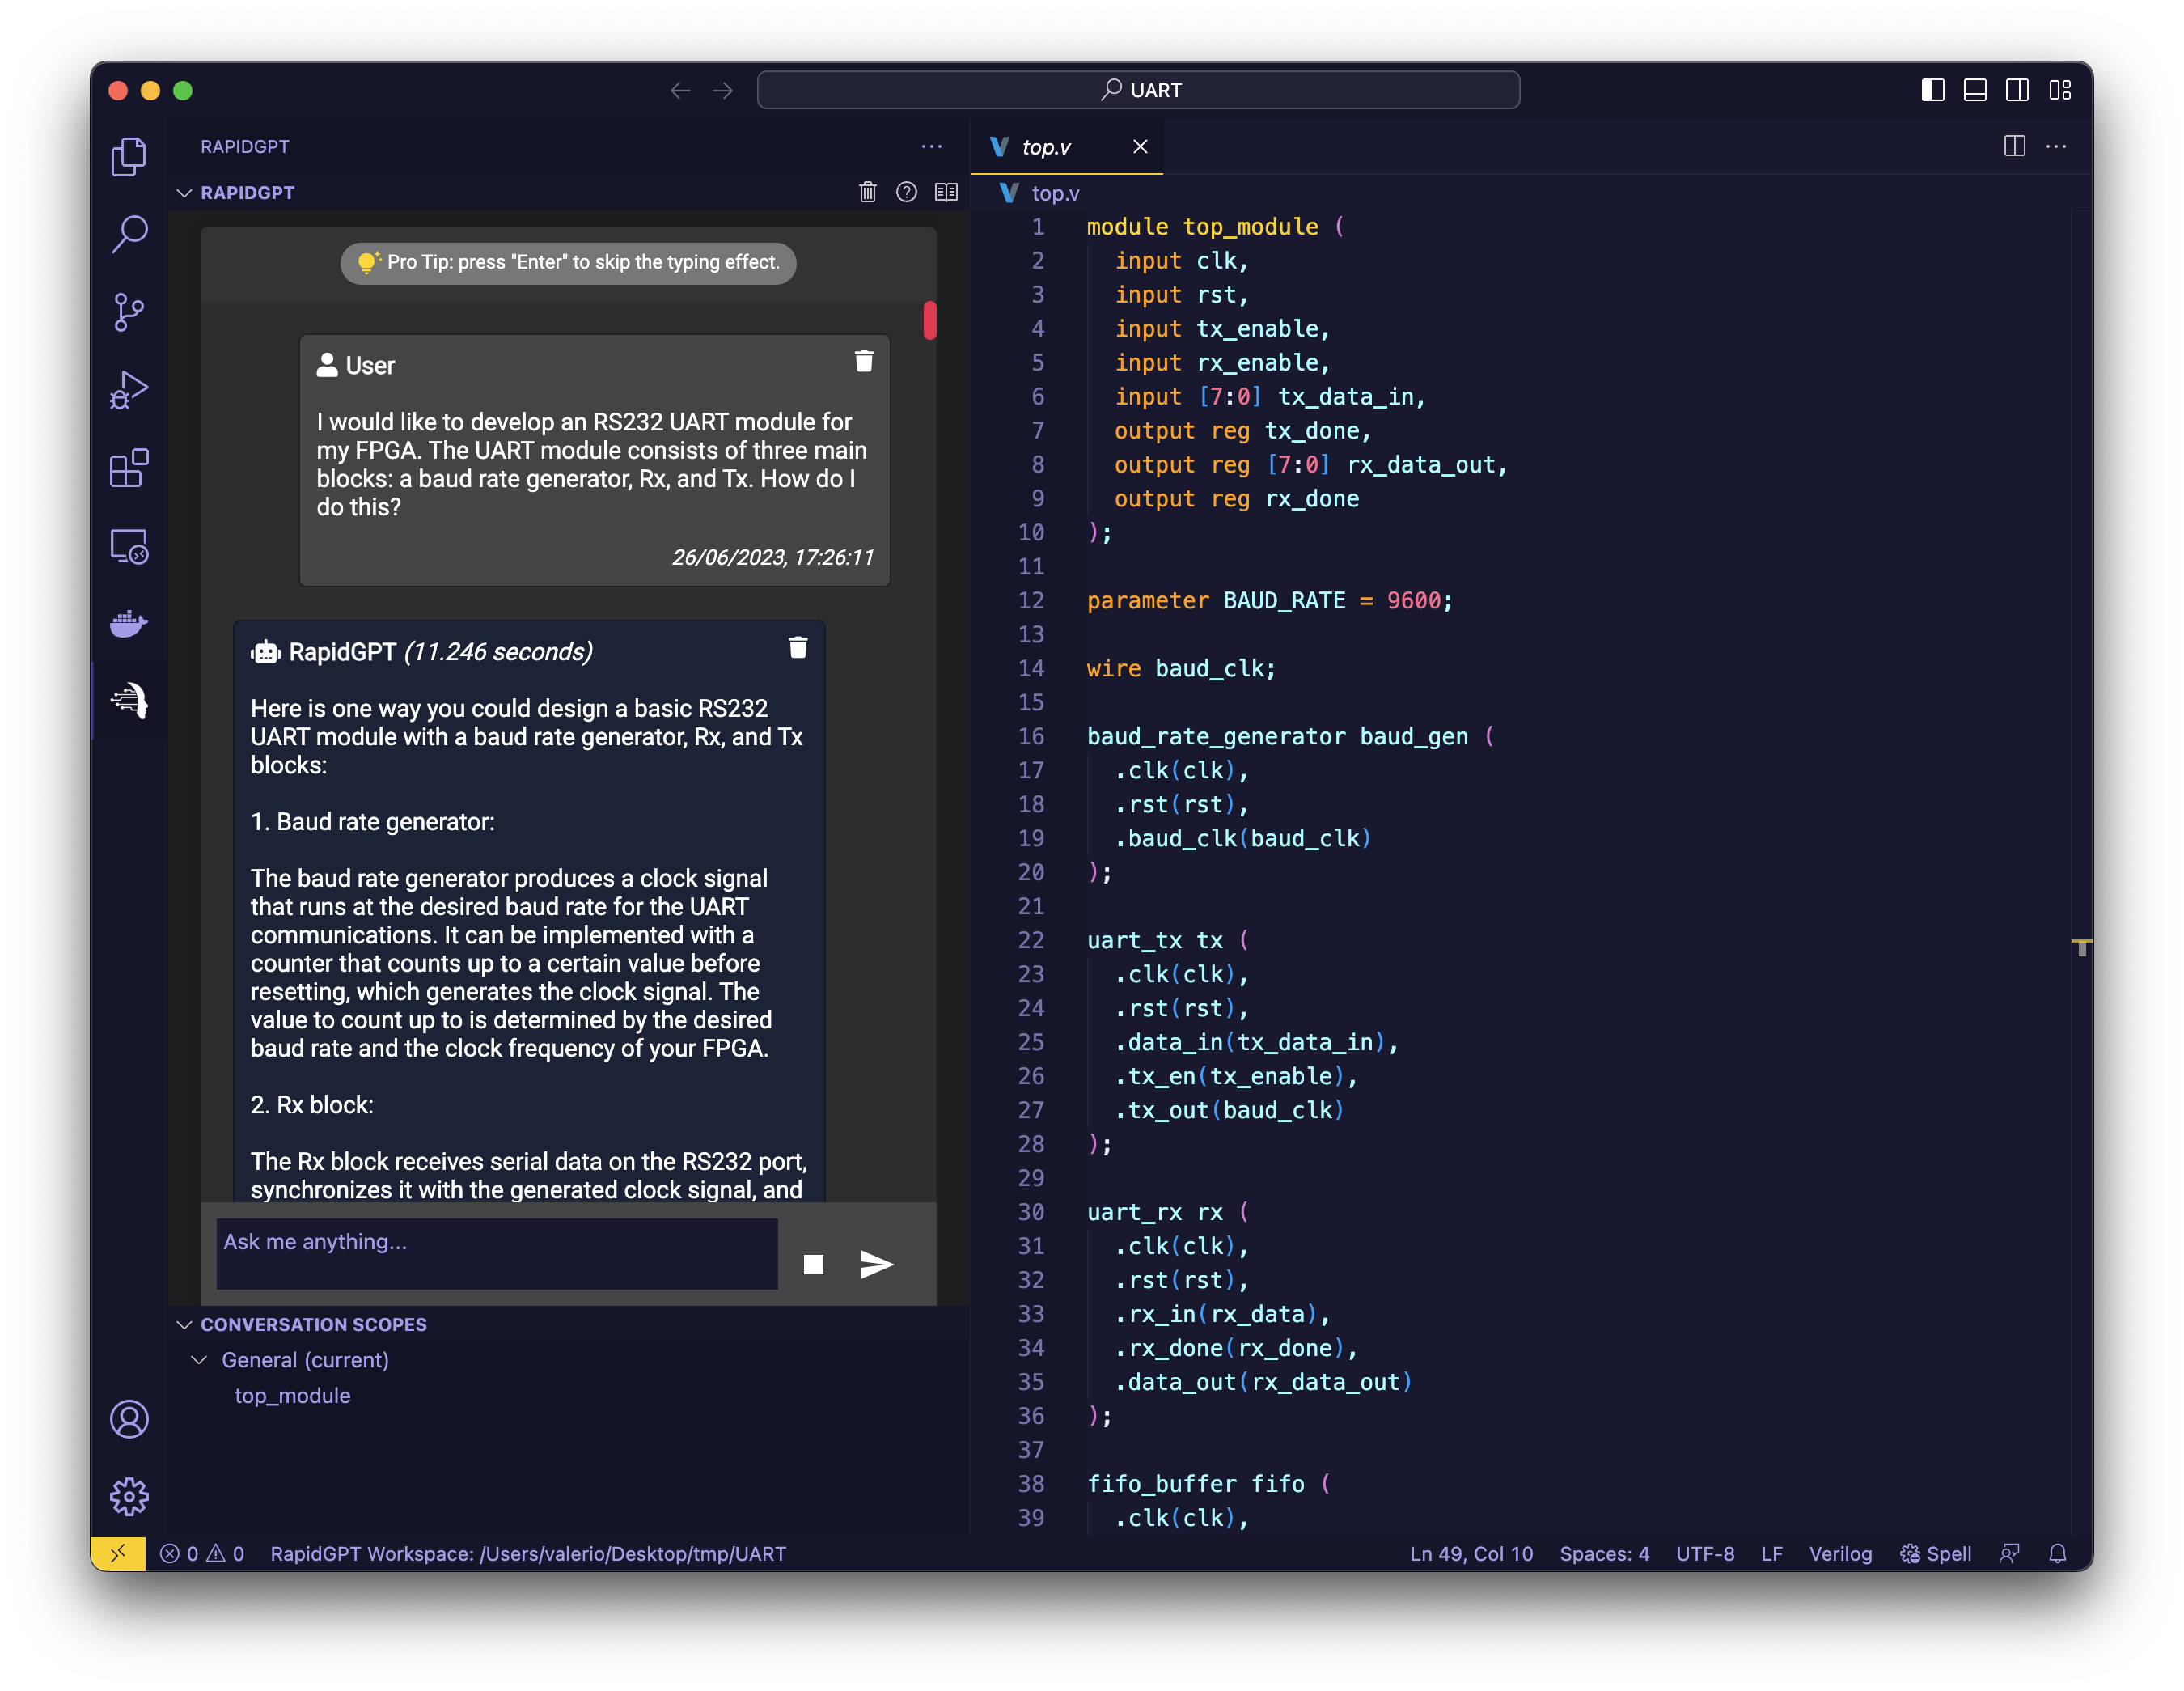 UART
RAPIDGPT
RAPIDGPT
Pro Tip: press "Enter" to skip the typing effect.
User
I would like to develop an RS232 UART module for
my FPGA. The UART module consists of three main
blocks: a baud rate generator, Rx, and Tx. How do I
do this?
26/06/2023, 17:26:11
RapidGPT (11.246 seconds)
Here is one way you could design a basic RS232
UART module with a baud rate generator, Rx, and Tx
blocks:
1. Baud rate generator:
The baud rate generator produces a clock signal
that runs at the desired baud rate for the UART
communications. It can be implemented with a
counter that counts up to a certain value before
resetting, which generates the clock signal. The
value to count up to is determined by the desired
baud rate and the clock frequency of your FPGA.
2. Rx block:
The Rx block receives serial data on the RS232 port,
synchronizes it with the generated clock signal, and
Ask me anything...
CONVERSATION SCOPES
General (current)
top_module
top.v
top.v
1 module top_module (
2   input clk,
3   input rst,
4   input tx_enable,
5   input rx_enable,
6   input [7:0] tx_data_in,
7   output reg tx_done,
8   output reg [7:0] rx_data_out,
9   output reg rx_done
10 );
11
12 parameter BAUD_RATE = 9600;
13
14 wire baud_clk;
15
16 baud_rate_generator baud_gen (
17   .clk(clk),
18   .rst(rst),
19   .baud_clk(baud_clk)
20 );
21
22 uart_tx tx (
23   .clk(clk),
24   .rst(rst),
25   .data_in(tx_data_in),
26   .tx_en(tx_enable),
27   .tx_out(baud_clk)
28 );
29
30 uart_rx rx (
31   .clk(clk),
32   .rst(rst),
33   .rx_in(rx_data),
34   .rx_done(rx_done),
35   .data_out(rx_data_out)
36 );
37
38 fifo_buffer fifo (
39   .clk(clk),
0 0 RapidGPT Workspace: /Users/valerio/Desktop/tmp/UART Ln 49, Col 10 Spaces: 4 UTF-8 LF Verilog Spell